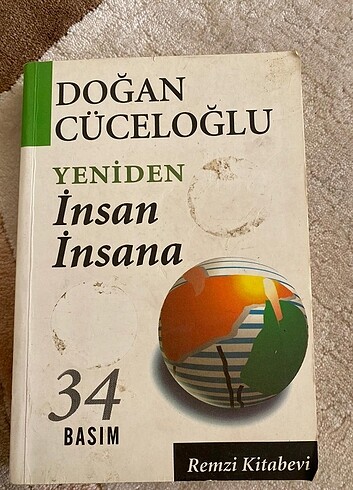 DOĞAN
CÜCELOĞLU
YENİDEN
İnsan
İnsana
34
BASIM
Remzi Kitabevi